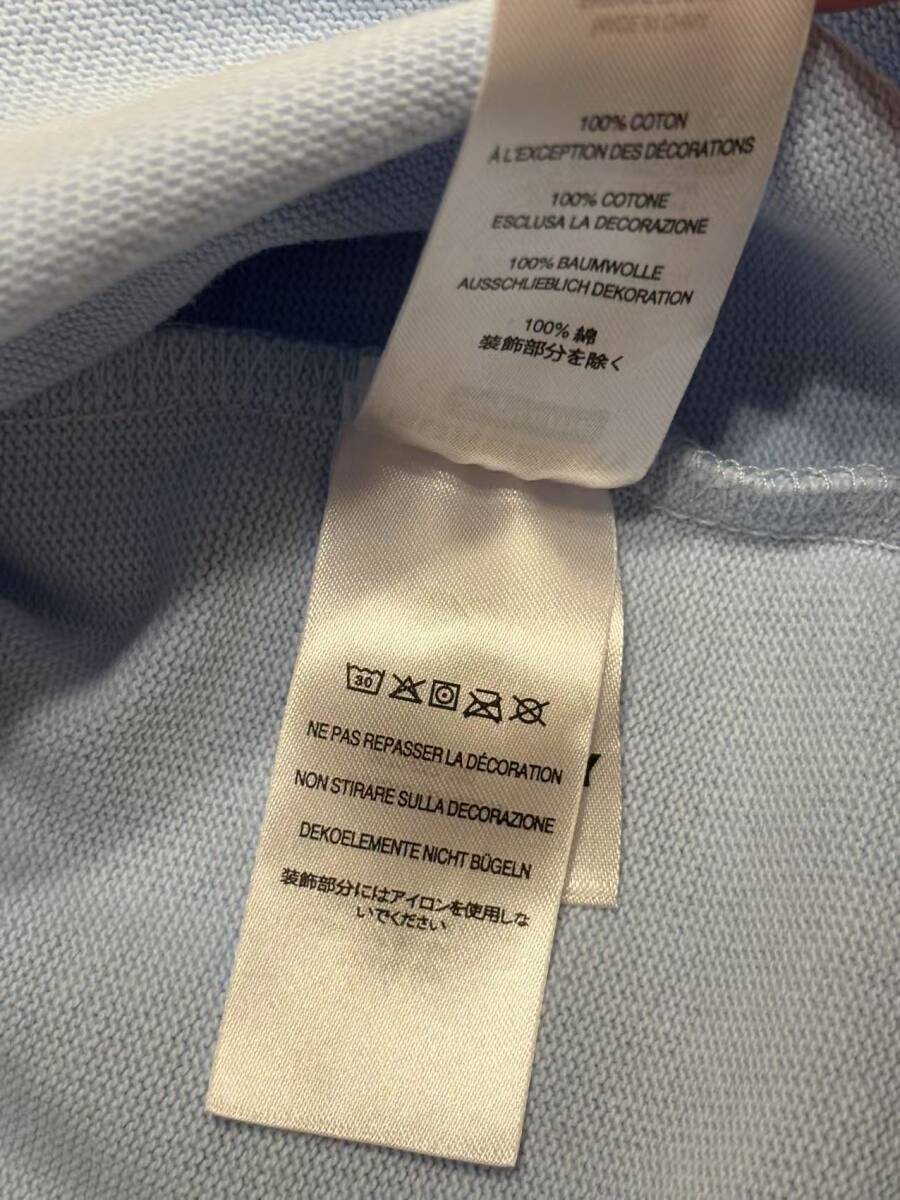 100% COTON
À L'EXCEPTION DES DÉCORATIONS
100% COTONE
ESCLUSA LA DECORAZIONE
100% BAUMWOLLE
AUSSCHLIEBLICH DEKORATION
100% 綿
装飾部分を除く
30
NE PAS REPASSER LA DÉCORATION
NON STIRARE SULLA DECORAZIONE
DEKOELEMENTE NICHT BÜGELN
装飾部分にはアイロンを使用しな
いでください